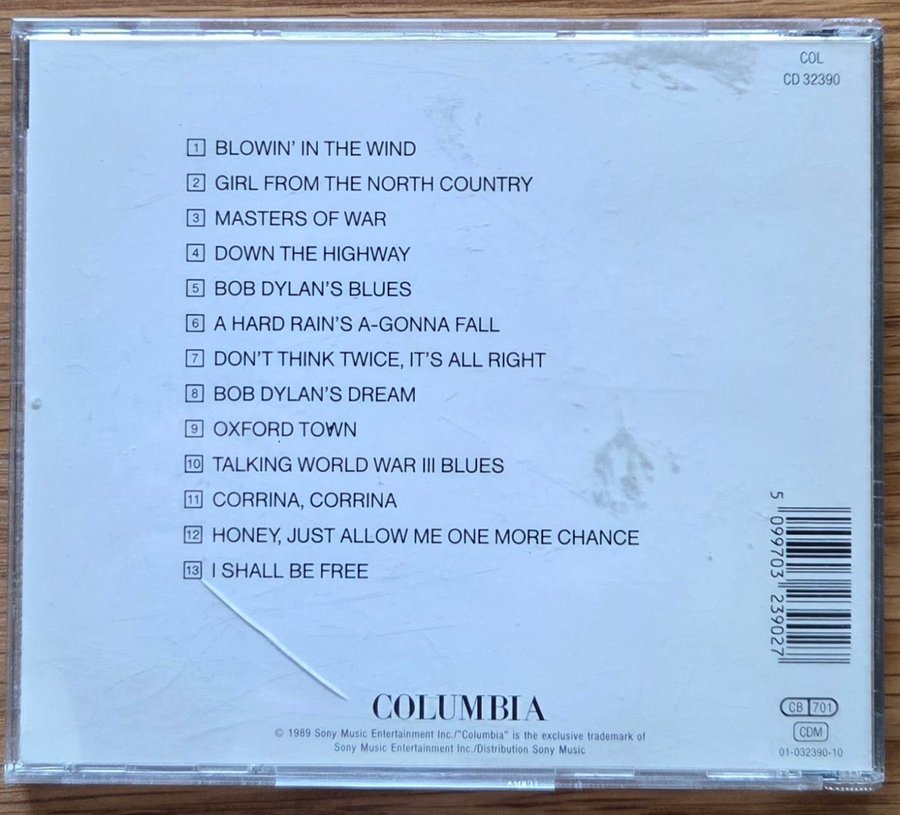 COL
CD 32390
1 BLOWIN' IN THE WIND
2 GIRL FROM THE NORTH COUNTRY
3 MASTERS OF WAR
4 DOWN THE HIGHWAY
5 BOB DYLAN'S BLUES
6 A HARD RAIN'S A-GONNA FALL
7 DON'T THINK TWICE, IT'S ALL RIGHT
8 BOB DYLAN'S DREAM
9 OXFORD TOWN
10 TALKING WORLD WAR III BLUES
11 CORRINA, CORRINA
12 HONEY, JUST ALLOW ME ONE MORE CHANCE
13 I SHALL BE FREE
5 099703 239027
COLUMBIA
© 1989 Sony Music Entertainment Inc./"Columbia" is the exclusive trademark of
Sony Music Entertainment Inc./Distribution Sony Music
CB 701
CDM
01-032390-10